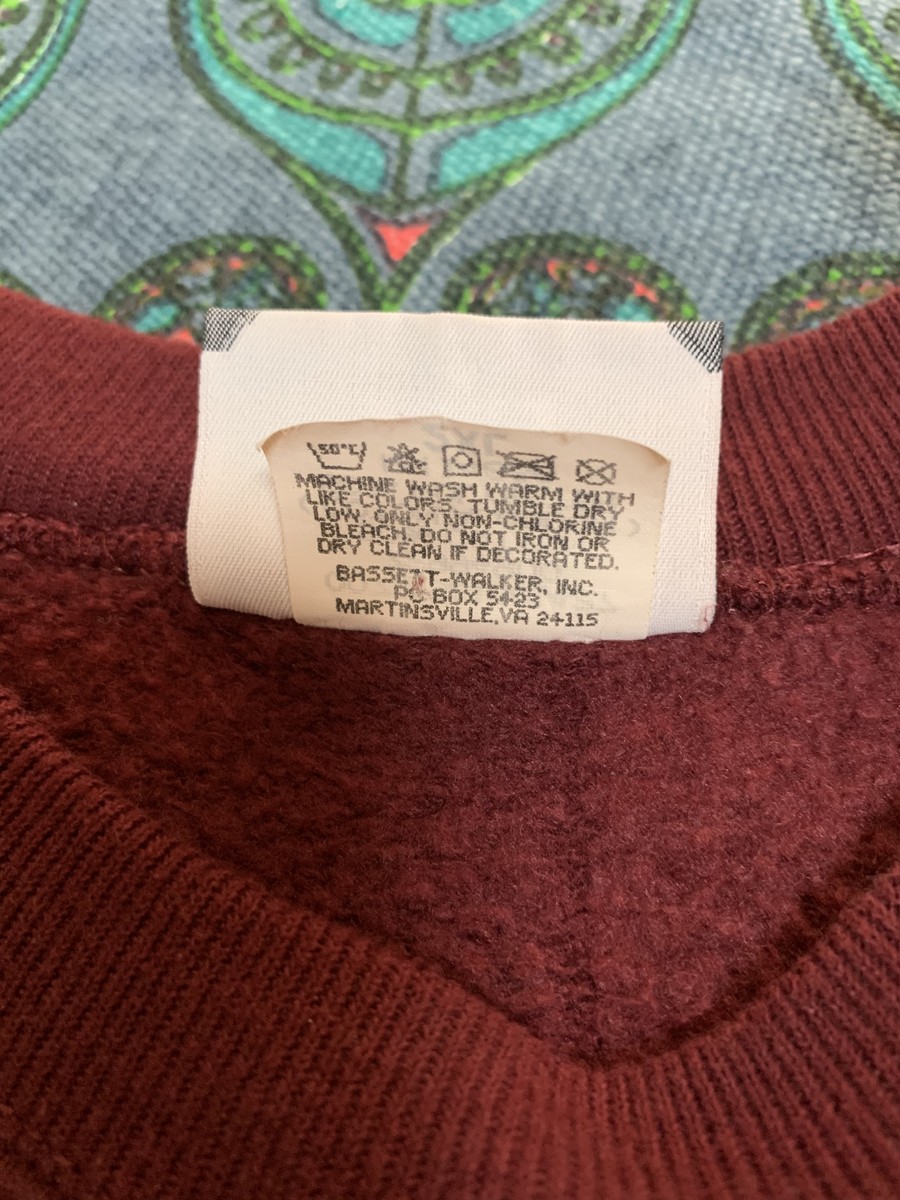 50°C
MACHINE WASH WARM WITH
LIKE COLORS. TUMBLE DRY
LOW. ONLY NON-CHLORINE
BLEACH. DO NOT IRON OR
DRY CLEAN IF DECORATED.
BASSETT-WALKER, INC.
PO BOX 5423
MARTINSVILLE,VA 24115